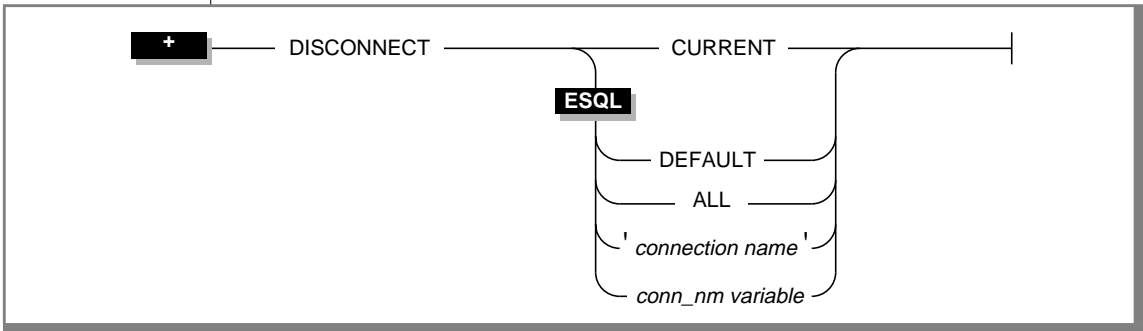 + DISCONNECT CURRENT
ESQL
DEFAULT
ALL
' connection name '
conn_nm variable